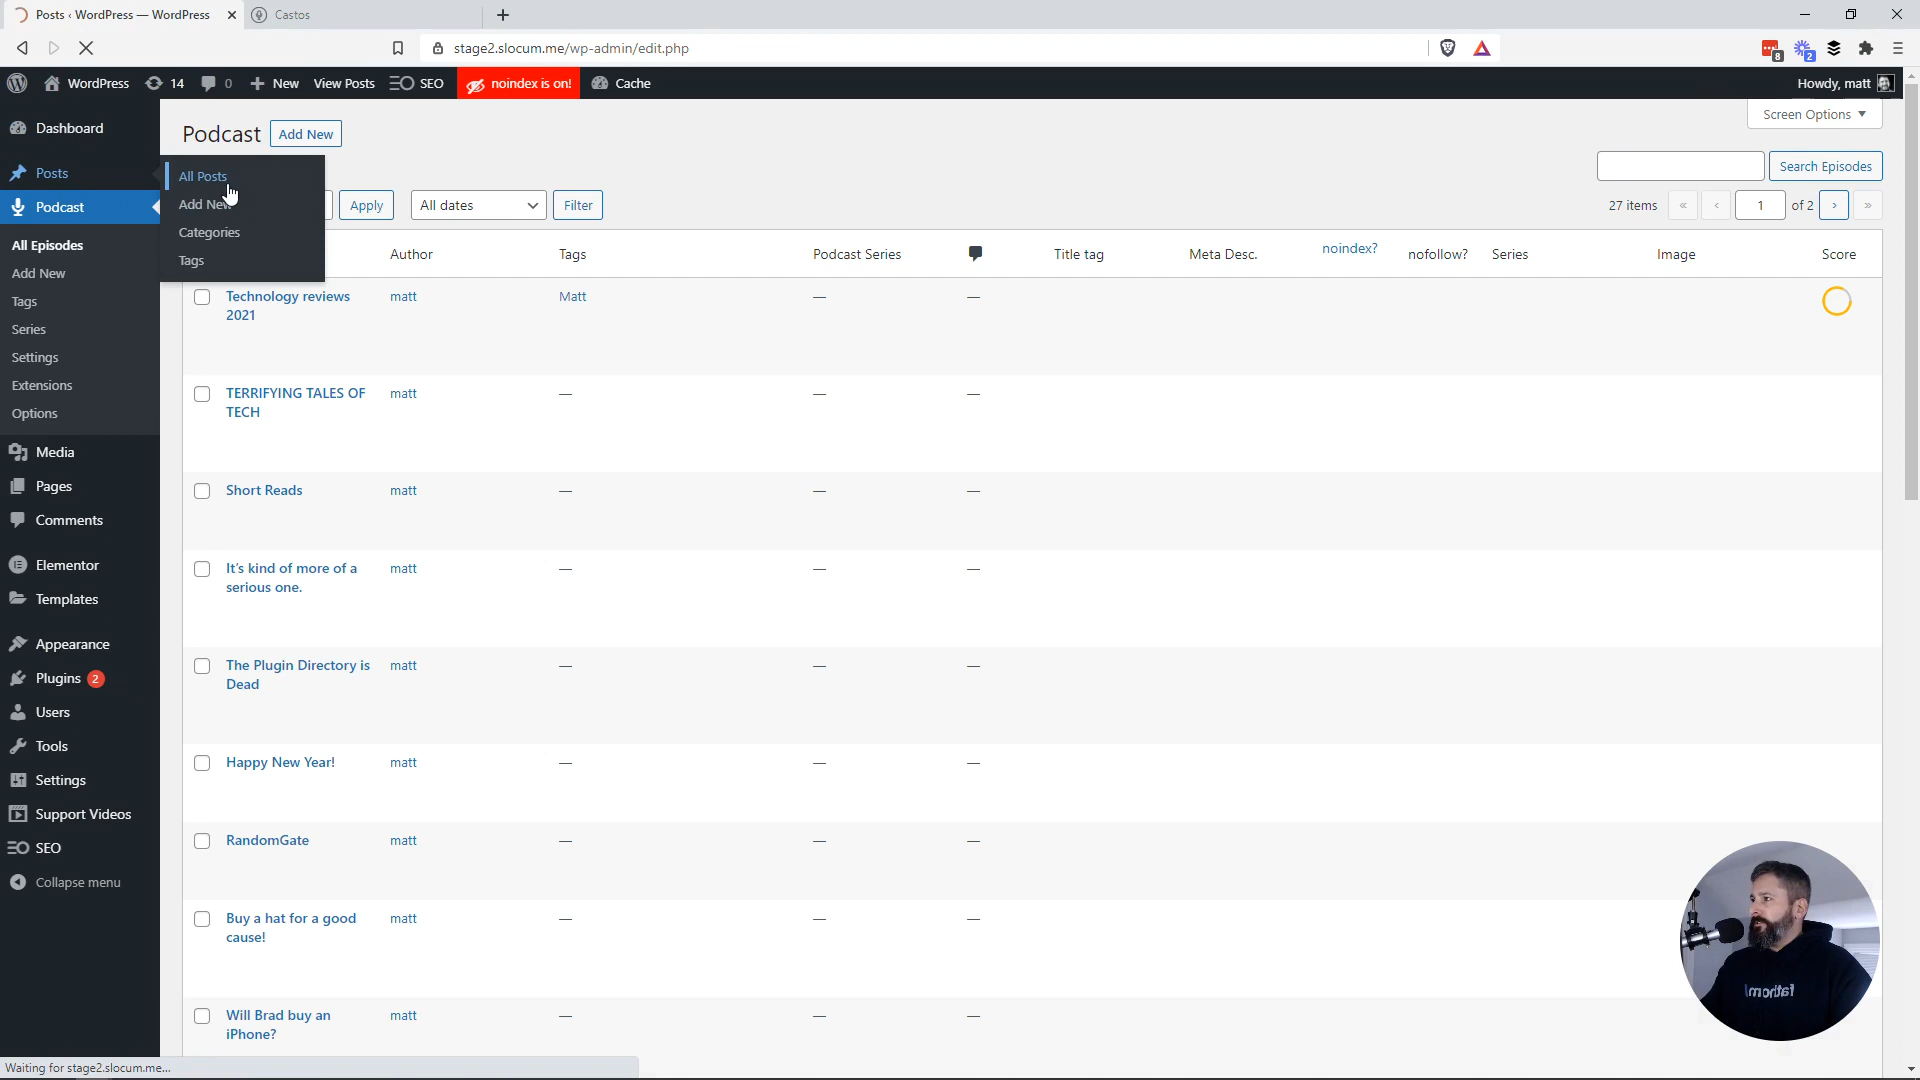 Posts ‹ WordPress — WordPress
Castos
stage2.slocum.me/wp-admin/edit.php
8
2
WordPress 14 0 New View Posts SEO noindex is on! Cache
Howdy, matt
Dashboard
Posts
Podcast
All Episodes
Add New
Tags
Series
Settings
Extensions
Options
Media
Pages
Comments
Elementor
Templates
Appearance
Plugins 2
Users
Tools
Settings
Support Videos
SEO
Collapse menu
All Posts
Add New
Categories
Tags
Podcast Add New
Screen Options ▼
Search Episodes
Apply All dates Filter
27 items « ‹ 1 of 2 › »
Author Tags Podcast Series Title tag Meta Desc. noindex? nofollow? Series Image Score
Technology reviews matt Matt — —
2021
TERRIFYING TALES OF matt — — —
TECH
Short Reads matt — — —
It's kind of more of a matt — — —
serious one.
The Plugin Directory is matt — — —
Dead
Happy New Year! matt — — —
RandomGate matt — — —
Buy a hat for a good matt — — —
cause!
Will Brad buy an matt — — —
iPhone?
fathom/
Waiting for stage2.slocum.me...